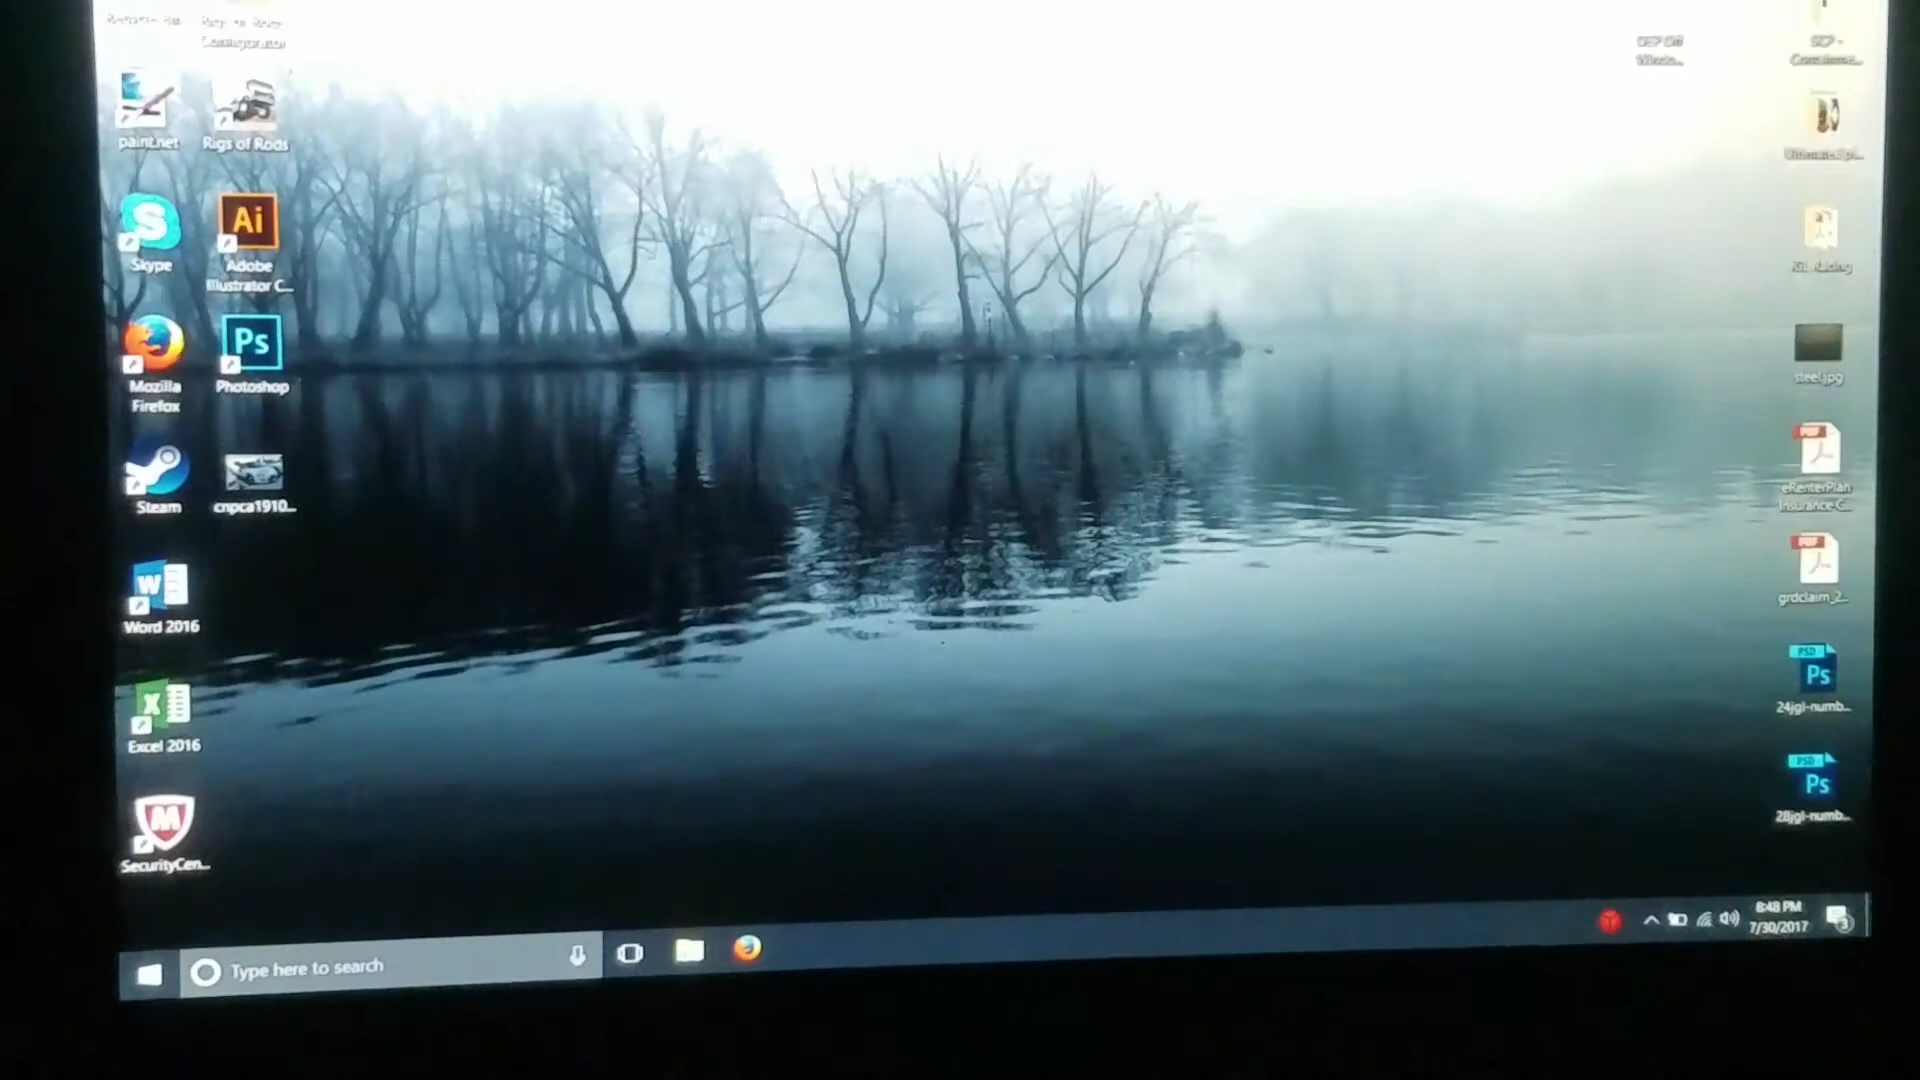 paint.net
Rigs of Rods
Skype
Ai
Adobe
Illustrator C...
Mozilla
Firefox
Ps
Photoshop
Steam
cnpca1910...
W
Word 2016
X
Excel 2016
M
SecurityCen...
steel.jpg
PDF
eRenterPlan
Insurance C...
PDF
grdclaim_2...
PSD
Ps
24jgl-numb...
PSD
Ps
28jgl-numb...
Type here to search
8:48 PM
7/30/2017
3